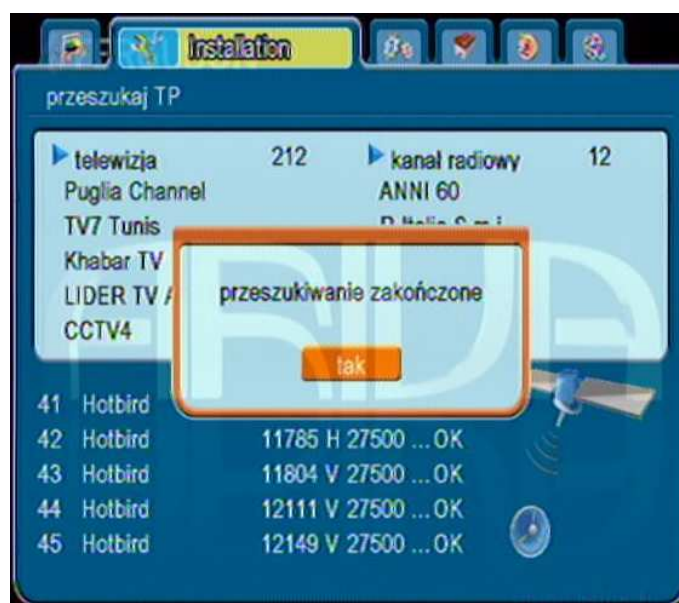 Installation
przeszukaj TP
telewizja 212 kanał radiowy 12
Puglia Channel ANNI 60
TV7 Tunis
Khabar TV
LIDER TV
CCTV4
przeszukiwanie zakończone
tak
41 Hotbird
42 Hotbird 11785 H 27500 ... OK
43 Hotbird 11804 V 27500 ... OK
44 Hotbird 12111 V 27500 ... OK
45 Hotbird 12149 V 27500 ... OK